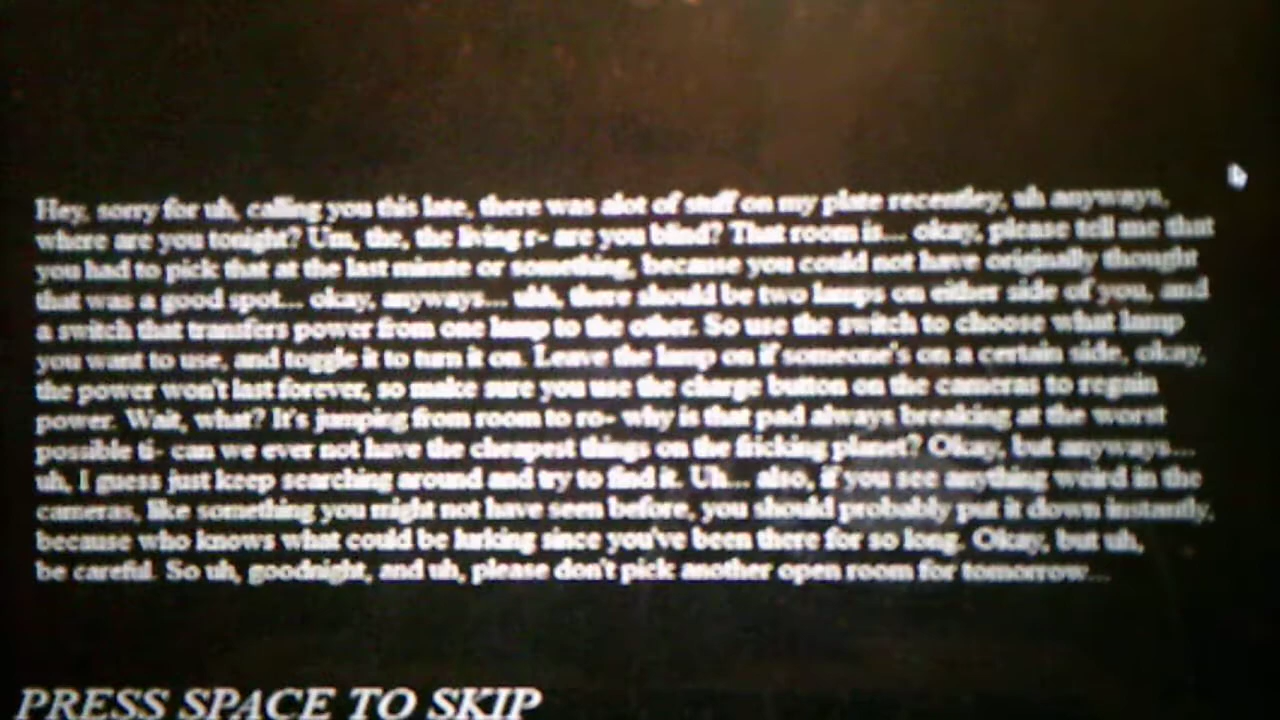 Hey, sorry for uh, calling you this late, there was alot of stuff on my plate recentley, uh anyways,
where are you tonight? Um, the, the living r- are you blind? That room is... okay, please tell me that
you had to pick that at the last minute or something, because you could not have originally thought
that was a good spot... okay, anyways... uhh, there should be two lamps on either side of you, and
a switch that transfers power from one lamp to the other. So use the switch to choose what lamp
you want to use, and toggle it to turn it on. Leave the lamp on if someone's on a certain side, okay,
the power won't last forever, so make sure you use the charge button on the cameras to regain
power. Wait, what? It's jumping from room to ro- why is that pad always breaking at the worst
possible ti- can we ever not have the cheapest things on the fricking planet? Okay, but anyways...
uh, I guess just keep searching around and try to find it. Uh... also, if you see anything weird in the
cameras, like something you might not have seen before, you should probably put it down instantly,
because who knows what could be lurking since you've been there for so long. Okay, but uh,
be careful. So uh, goodnight, and uh, please don't pick another open room for tomorrow...
PRESS SPACE TO SKIP